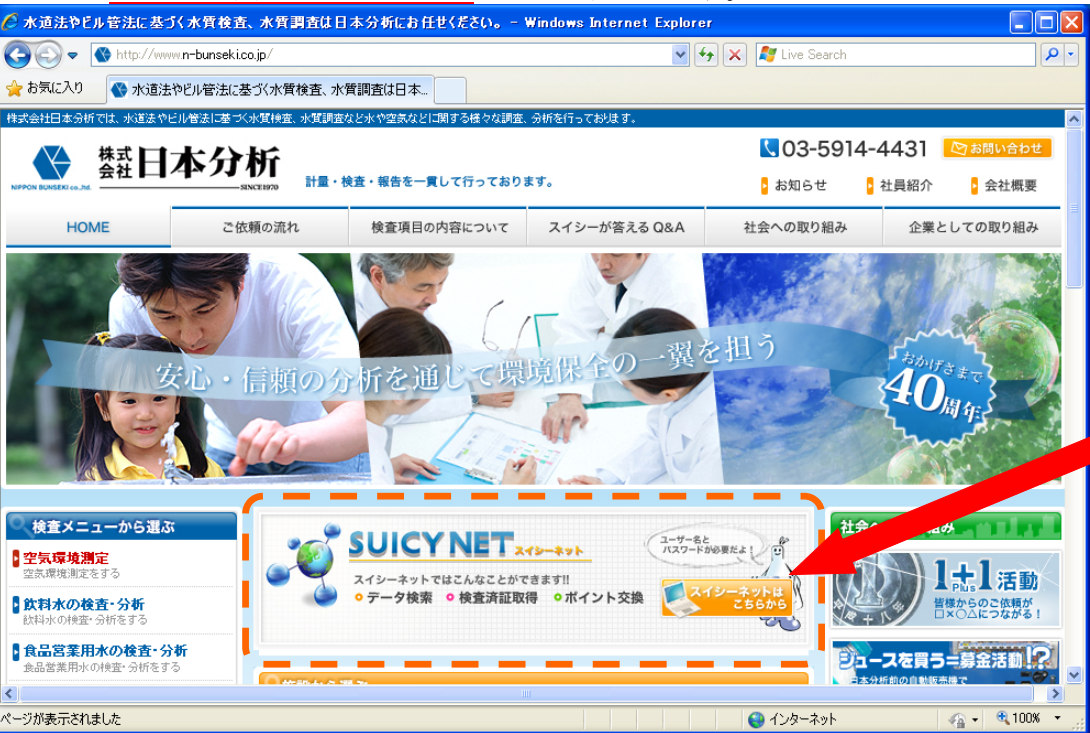 水道法やビル管法に基づく水質検査、水質調査は日本分析にお任せください。 - Windows Internet Explorer
http://www.n-bunseki.co.jp/
Live Search
お気に入り
水道法やビル管法に基づく水質検査、水質調査は日本...
株式会社日本分析では、水道法やビル管法に基づく水質検査、水質調査など水や空気などに関する様々な調査、分析を行っております。
NIPPON BUNSEKI co.,ltd.
株式会社日本分析
SINCE1970
計量・検査・報告を一貫して行っております。
03-5914-4431
お問い合わせ
お知らせ
社員紹介
会社概要
HOME
ご依頼の流れ
検査項目の内容について
スイシーが答える Q&A
社会への取り組み
企業としての取り組み
安心・信頼の分析を通じて環境保全の一翼を担う
おかげさまで
40周年
検査メニューから選ぶ
空気環境測定
空気環境測定をする
飲料水の検査・分析
飲料水の検査・分析をする
食品営業用水の検査・分析
食品営業用水の検査・分析をする
SUICY NET スイシーネット
スイシーネットではこんなことができます!!
データ検索
検査済証取得
ポイント交換
ユーザー名と
パスワードが必要だよ！
スイシーネットは
こちらから
施設から選ぶ
社会へ
組み
1+1活動
Plus
皆様からのご依頼が
□×○△につながる！
ジュースを買う=募金活動!?
日本分析前の自動販売機で
ページが表示されました
インターネット
100%